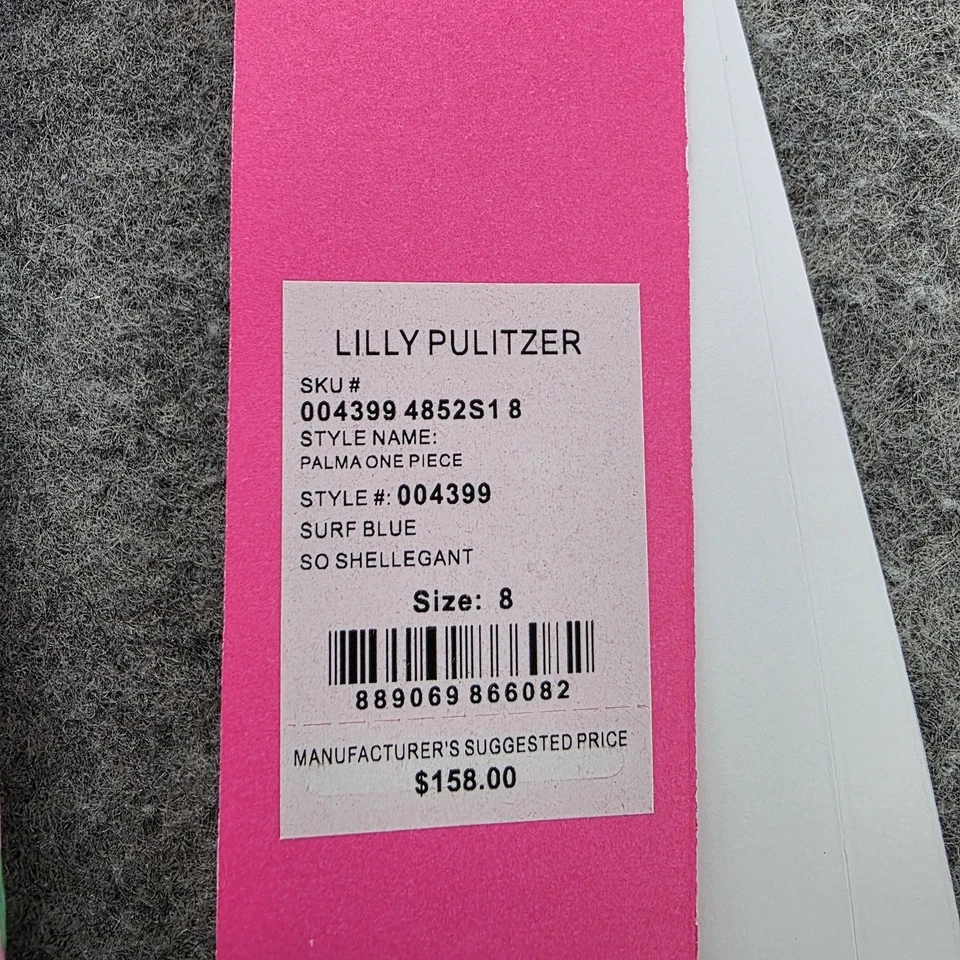 LILLY PULITZER
SKU #
004399 4852S1 8
STYLE NAME:
PALMA ONE PIECE
STYLE #: 004399
SURF BLUE
SO SHELLEGANT
Size: 8
889069 866082
MANUFACTURER'S SUGGESTED PRICE
$158.00